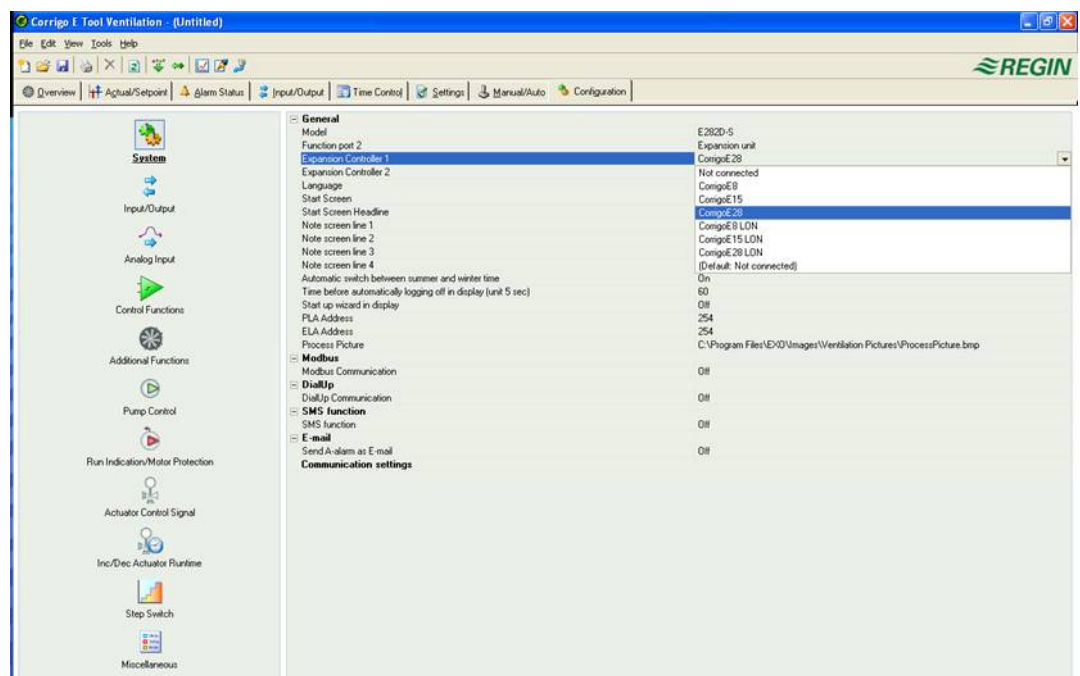 Corrigo E Tool Ventilation - (Untitled)
File Edit View Tools Help
REGIN
Overview Actual/Setpoint Alarm Status Input/Output Time Control Settings Manual/Auto Configuration
System
Input/Output
Analog Input
Control Functions
Additional Functions
Pump Control
Run Indication/Motor Protection
Actuator Control Signal
Inc/Dec Actuator Runtime
Step Switch
Miscellaneous
General
Model E282D-S
Function port 2 Expansion unit
Expansion Controller 1 CorrigoE28
Expansion Controller 2
Language
Start Screen
Start Screen Headline
Note screen line 1
Note screen line 2
Note screen line 3
Note screen line 4
Not connected
CorrigoE8
CorrigoE15
CorrigoE28
CorrigoE8 LON
CorrigoE15 LON
CorrigoE28 LON
(Default: Not connected)
Automatic switch between summer and winter time On
Time before automatically logging off in display (unit 5 sec) 60
Start up wizard in display Off
PLA Address 254
ELA Address 254
Process Picture C:\Program Files\EXO\Images\Ventilation Pictures\ProcessPicture.bmp
Modbus
Modbus Communication Off
DialUp
DialUp Communication Off
SMS function
SMS function Off
E-mail
Send A-alarm as E-mail Off
Communication settings